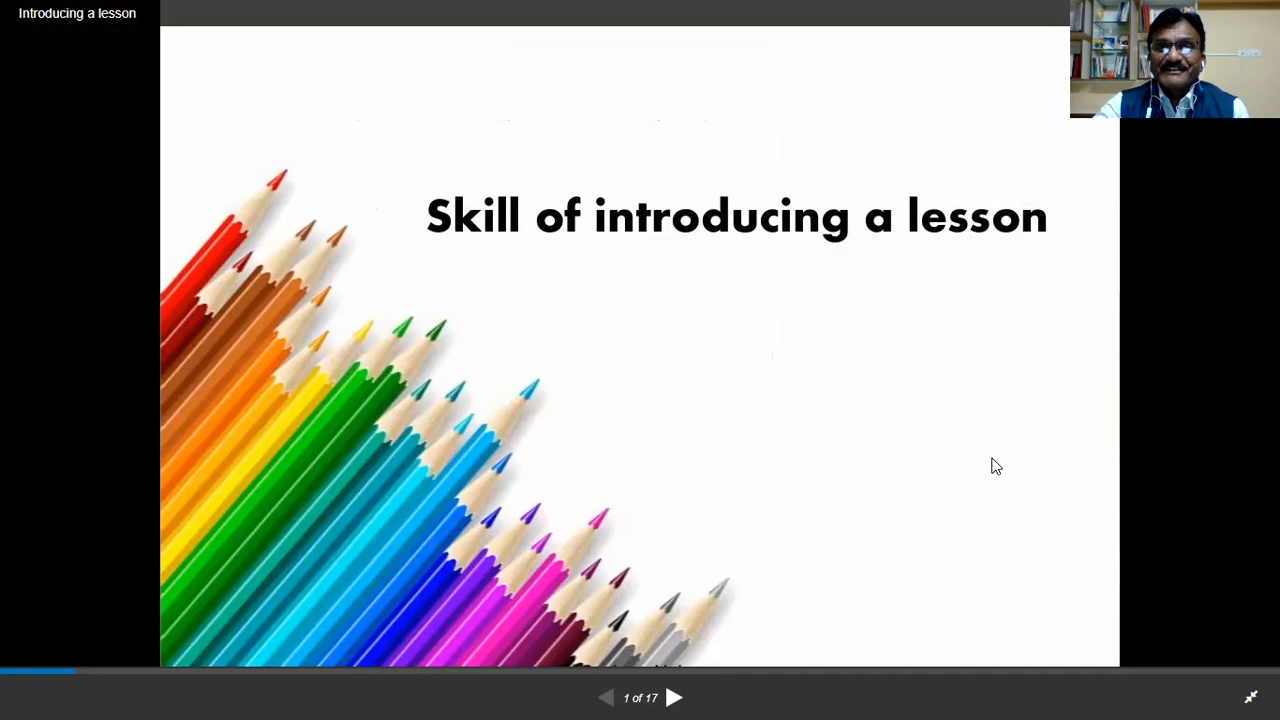 Introducing a lesson
Skill of introducing a lesson
1 of 17